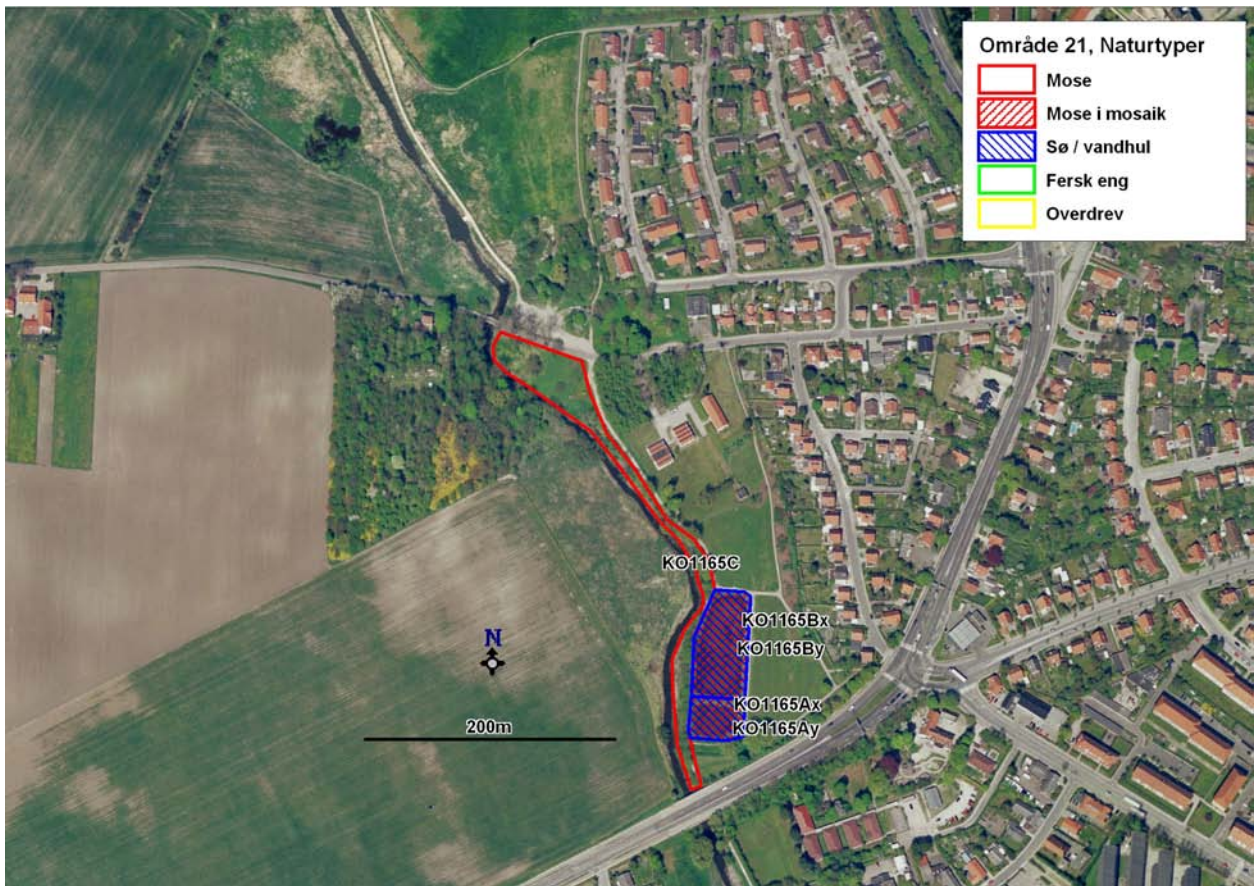 Område 21, Naturtyper
Mose
Mose i mosaik
Sø / vandhul
Fersk eng
Overdrev
KO1165C
KO1165Bx
KO1165By
N
KO1165Ax
KO1165Ay
200m